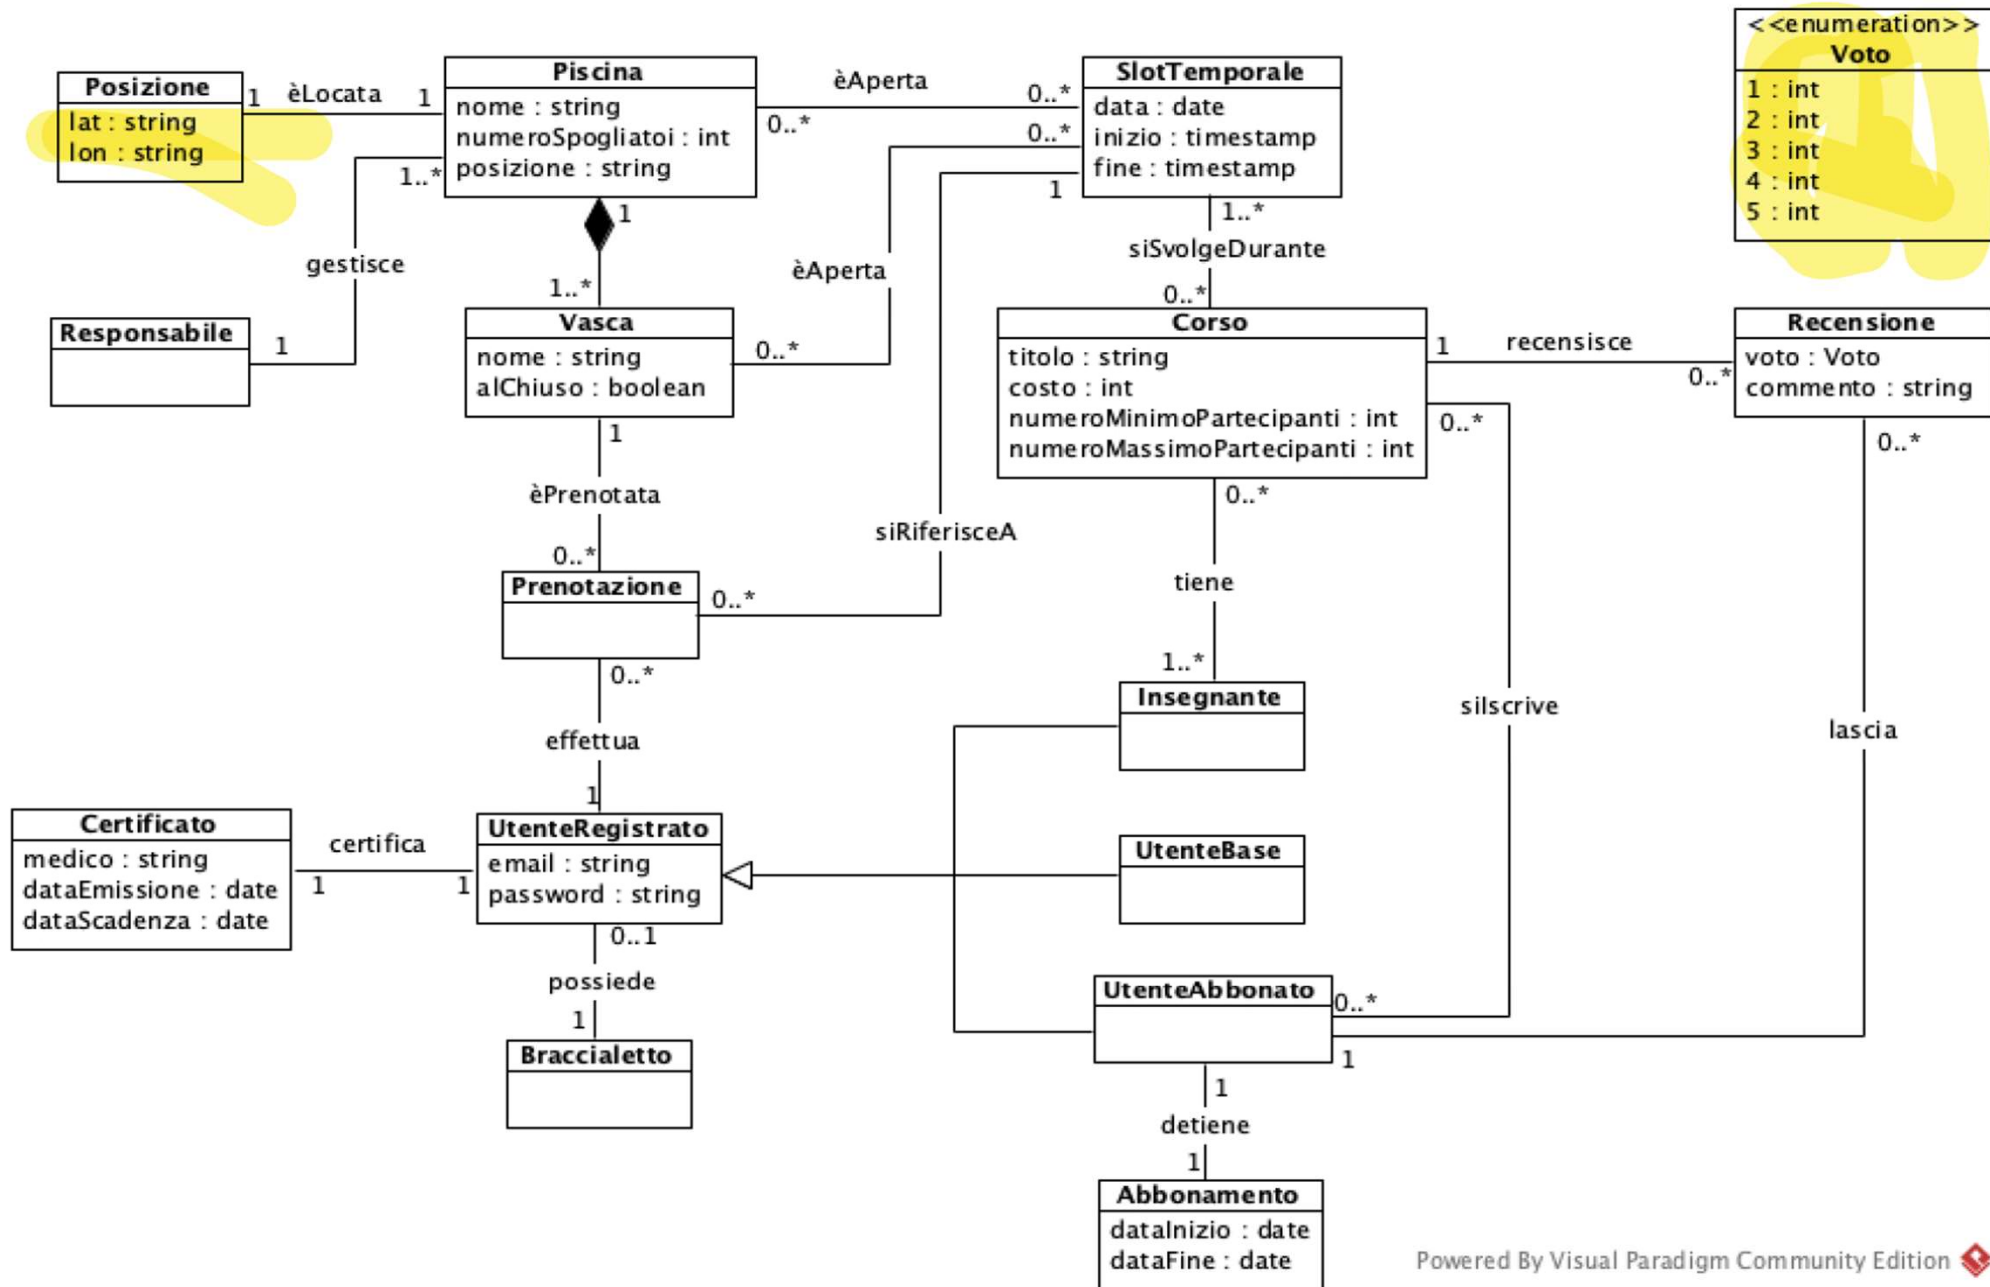 <<enumeration>>
Voto
1 : int
2 : int
3 : int
4 : int
5 : int
Posizione
lat : string
lon : string
1
èLocata
1
Piscina
nome : string
numeroSpogliatoi : int
posizione : string
èAperta
0..*
0..*
SlotTemporale
data : date
inizio : timestamp
fine : timestamp
0..*
1..*
1
1
1..*
gestisce
èAperta
siSvolgeDurante
1..*
0..*
Responsabile
1
Vasca
nome : string
alChiuso : boolean
0..*
Corso
titolo : string
costo : int
numeroMinimoPartecipanti : int
numeroMassimoPartecipanti : int
1
recensisce
0..*
Recensione
voto : Voto
commento : string
0..*
0..*
1
èPrenotata
0..*
siRiferisceA
0..*
tiene
1..*
Prenotazione
0..*
0..*
effettua
1
Insegnante
siIscrive
lascia
Certificato
medico : string
dataEmissione : date
dataScadenza : date
certifica
1
1
UtenteRegistrato
email : string
password : string
UtenteBase
0..1
possiede
1
Braccialetto
UtenteAbbonato
0..*
1
1
detiene
1
Abbonamento
dataInizio : date
dataFine : date
Powered By Visual Paradigm Community Edition